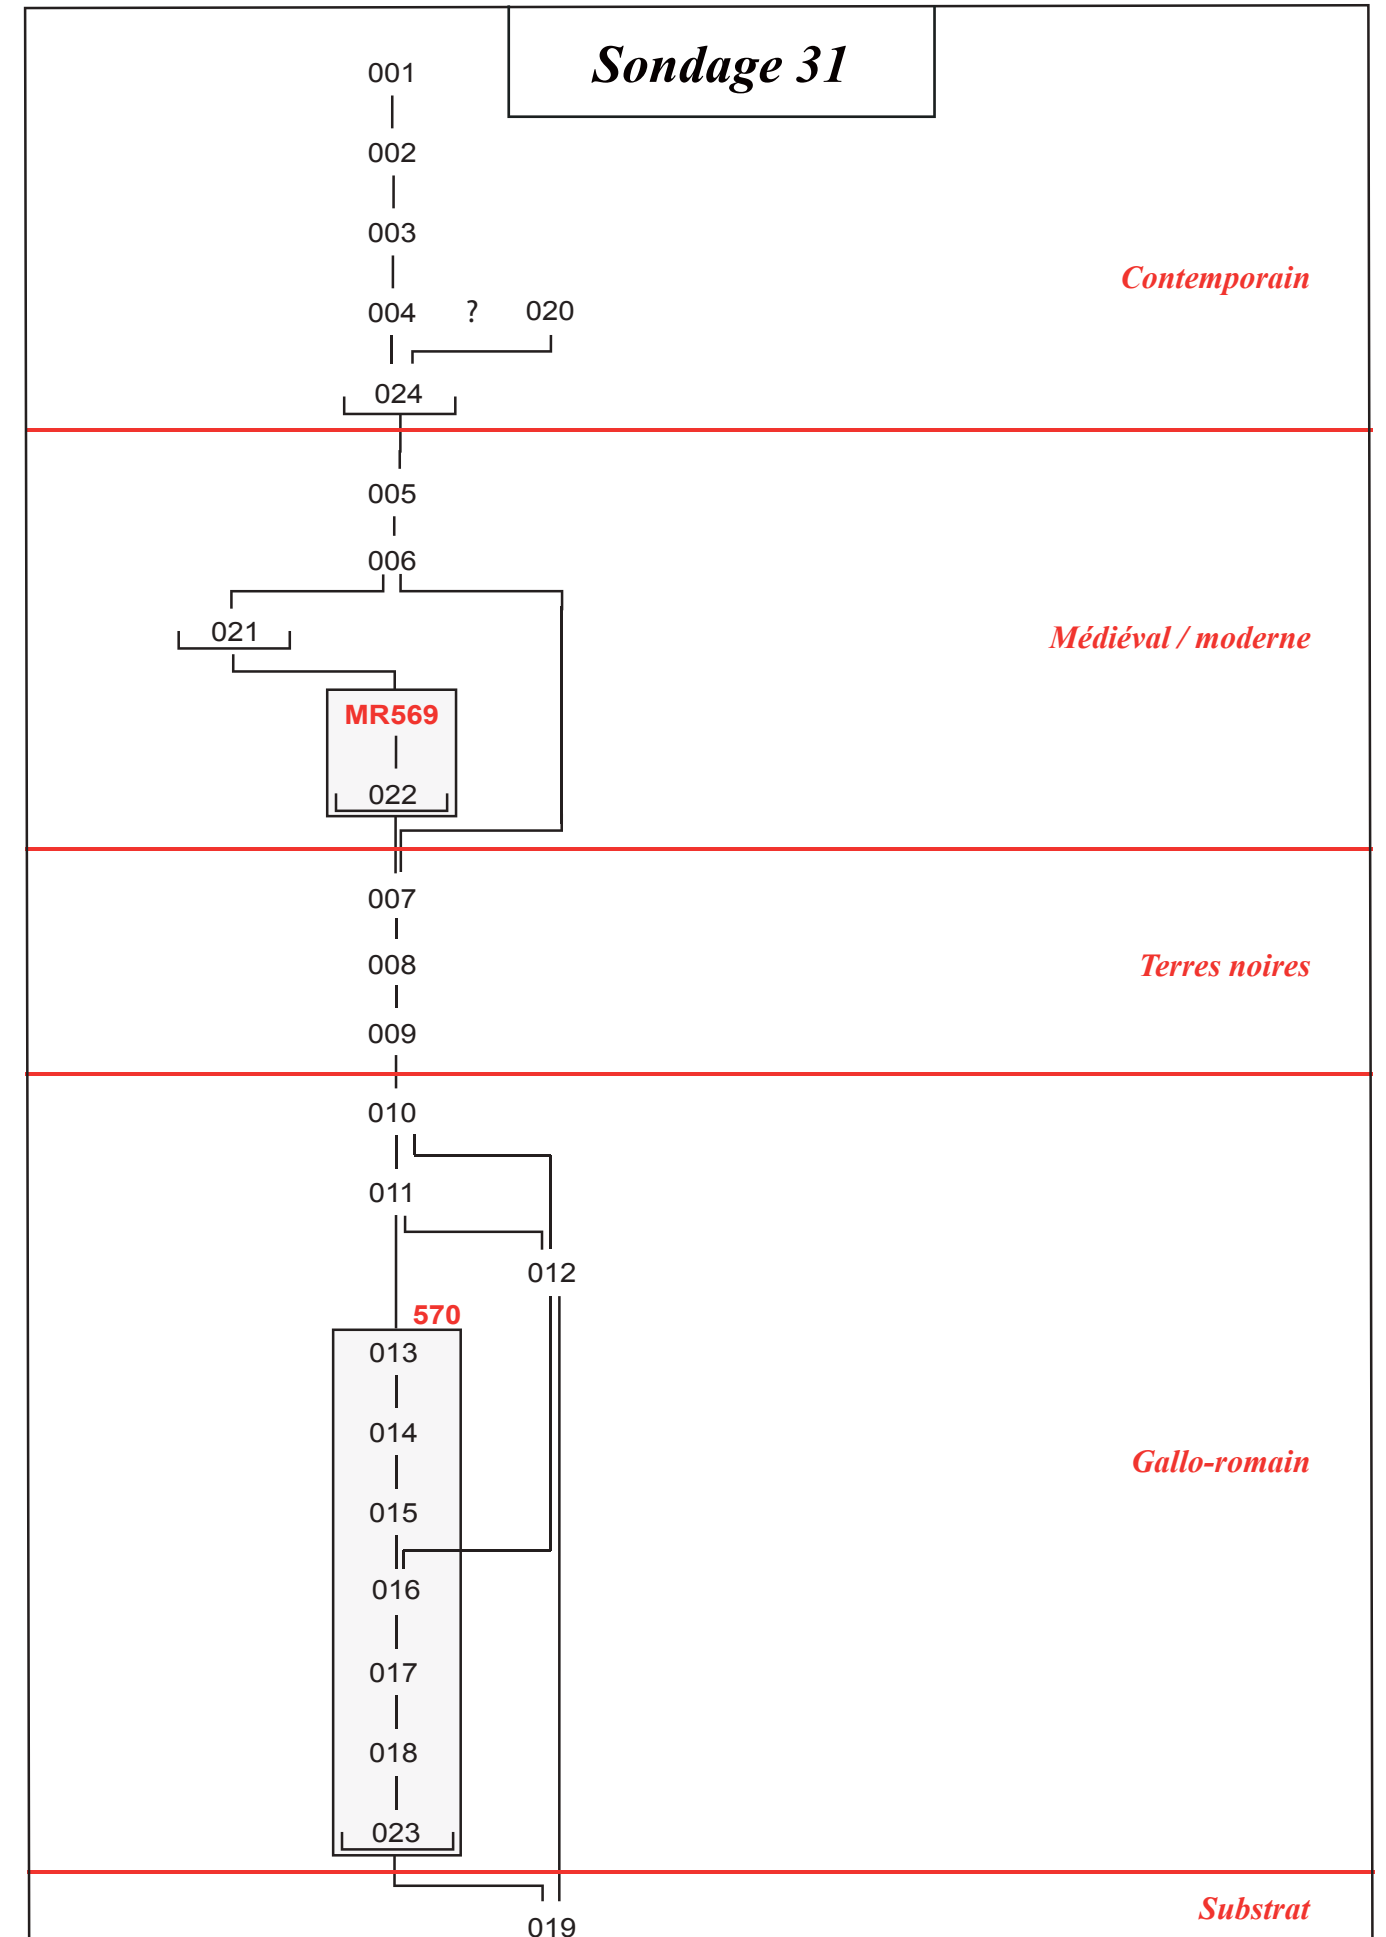 Sondage 31
001
002
003
Contemporain
004 ? 020
024
005
006
021
Médiéval / moderne
MR569
022
007
008
Terres noires
009
010
011
012
570
013
014
Gallo-romain
015
016
017
018
023
Substrat
019